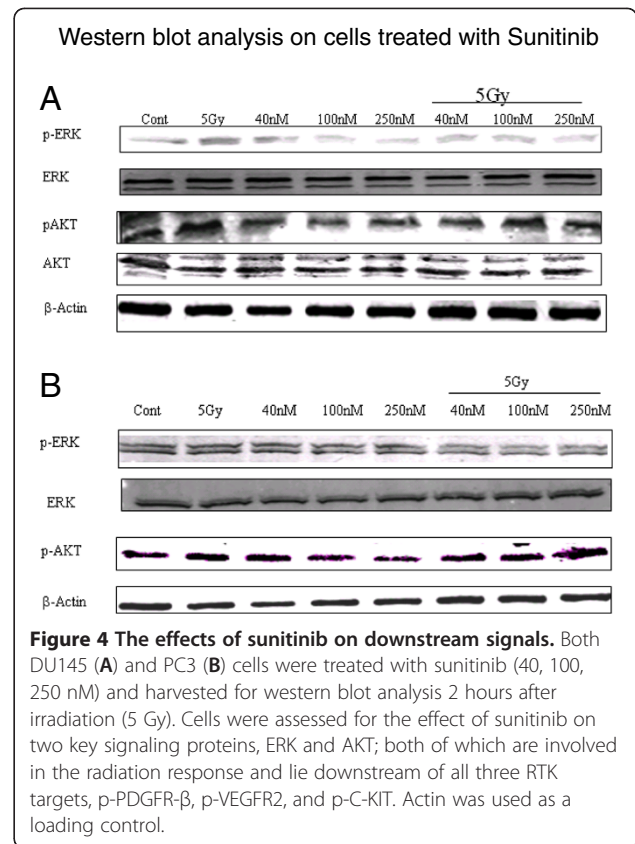 Western blot analysis on cells treated with Sunitinib
A
5Gy
Cont 5Gy 40nM 100nM 250nM 40nM 100nM 250nM
p-ERK
ERK
pAKT
AKT
β-Actin
B
5Gy
Cont 5Gy 40nM 100nM 250nM 40nM 100nM 250nM
p-ERK
ERK
p-AKT
β-Actin
Figure 4 The effects of sunitinib on downstream signals. Both
DU145 (A) and PC3 (B) cells were treated with sunitinib (40, 100,
250 nM) and harvested for western blot analysis 2 hours after
irradiation (5 Gy). Cells were assessed for the effect of sunitinib on
two key signaling proteins, ERK and AKT; both of which are involved
in the radiation response and lie downstream of all three RTK
targets, p-PDGFR-β, p-VEGFR2, and p-C-KIT. Actin was used as a
loading control.